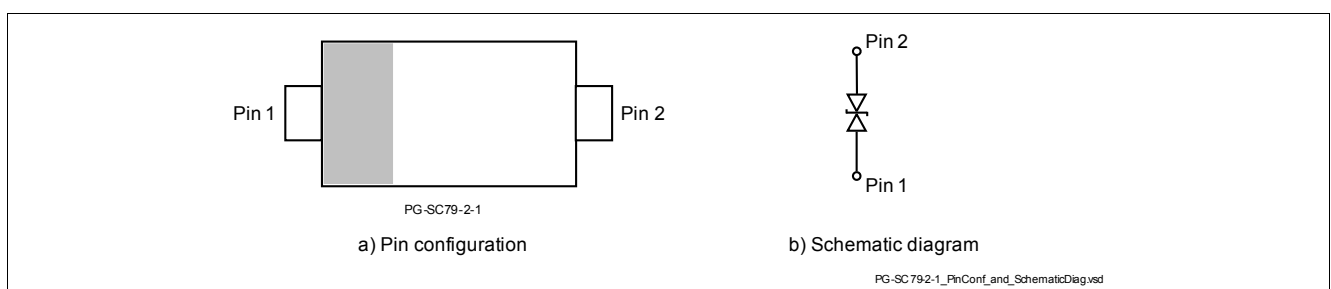 Pin 1
Pin 2
PG-SC79-2-1
a) Pin configuration
Pin 2
Pin 1
b) Schematic diagram
PG-SC79-2-1_PinConf_and_SchematicDiag.vsd